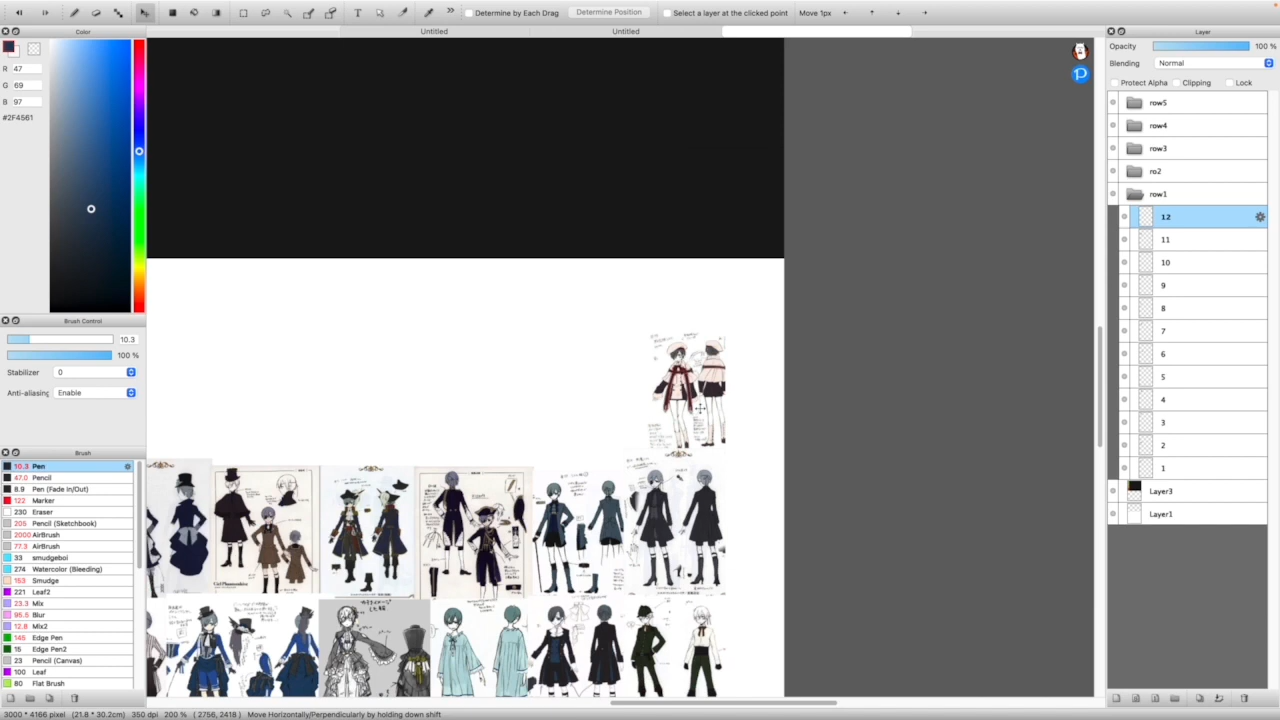 Determine by Each Drag
Determine Position
Select a layer at the clicked point
Move 1px
Color
Untitled
Untitled
Layer
R 47
G 69
B 97
#2F4561
Opacity 100 %
Blending Normal
Protect Alpha Clipping Lock
row5
row4
row3
ro2
row1
12
11
10
9
8
7
6
5
4
3
2
1
Layer3
Layer1
Brush Control
10.3
100 %
Stabilizer 0
Anti-aliasing Enable
Brush
10.3 Pen
47.0 Pencil
8.9 Pen (Fade In/Out)
122 Marker
230 Eraser
205 Pencil (Sketchbook)
2000 AirBrush
77.3 AirBrush
33 smudgeboi
274 Watercolor (Bleeding)
153 Smudge
221 Leaf2
23.3 Mix
95.5 Blur
12.8 Mix2
145 Edge Pen
15 Edge Pen2
23 Pencil (Canvas)
100 Leaf
80 Flat Brush
3000 * 4166 pixel (21.8 * 30.2cm) 350 dpi 200 % ( 2756, 2418 ) Move Horizontally/Perpendicularly by holding down shift